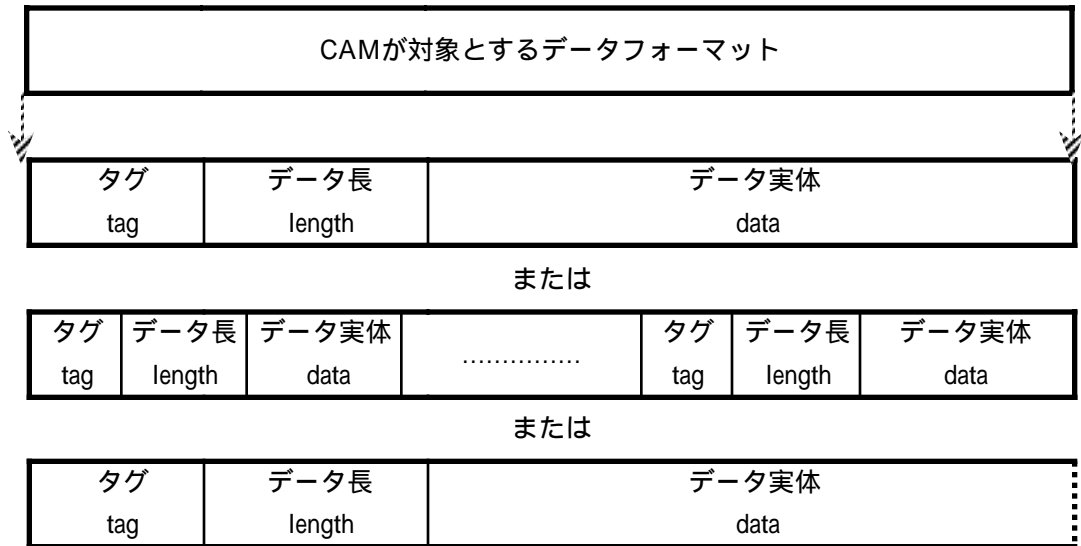 CAMが対象とするデータフォーマット
タグ データ長 データ実体
tag length data
または
タグ データ長 データ実体 タグ データ長 データ実体
tag length data ............... tag length data
または
タグ データ長 データ実体
tag length data